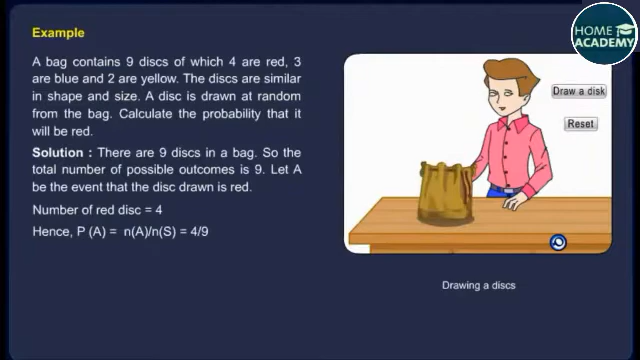 HOME
ACADEMY
Example
A bag contains 9 discs of which 4 are red, 3
are blue and 2 are yellow. The discs are similar
in shape and size. A disc is drawn at random
from the bag. Calculate the probability that it
will be red.
Solution : There are 9 discs in a bag. So the
total number of possible outcomes is 9. Let A
be the event that the disc drawn is red.
Number of red disc = 4
Hence, P (A) = n(A)/n(S) = 4/9
Draw a disk
Reset
Drawing a discs